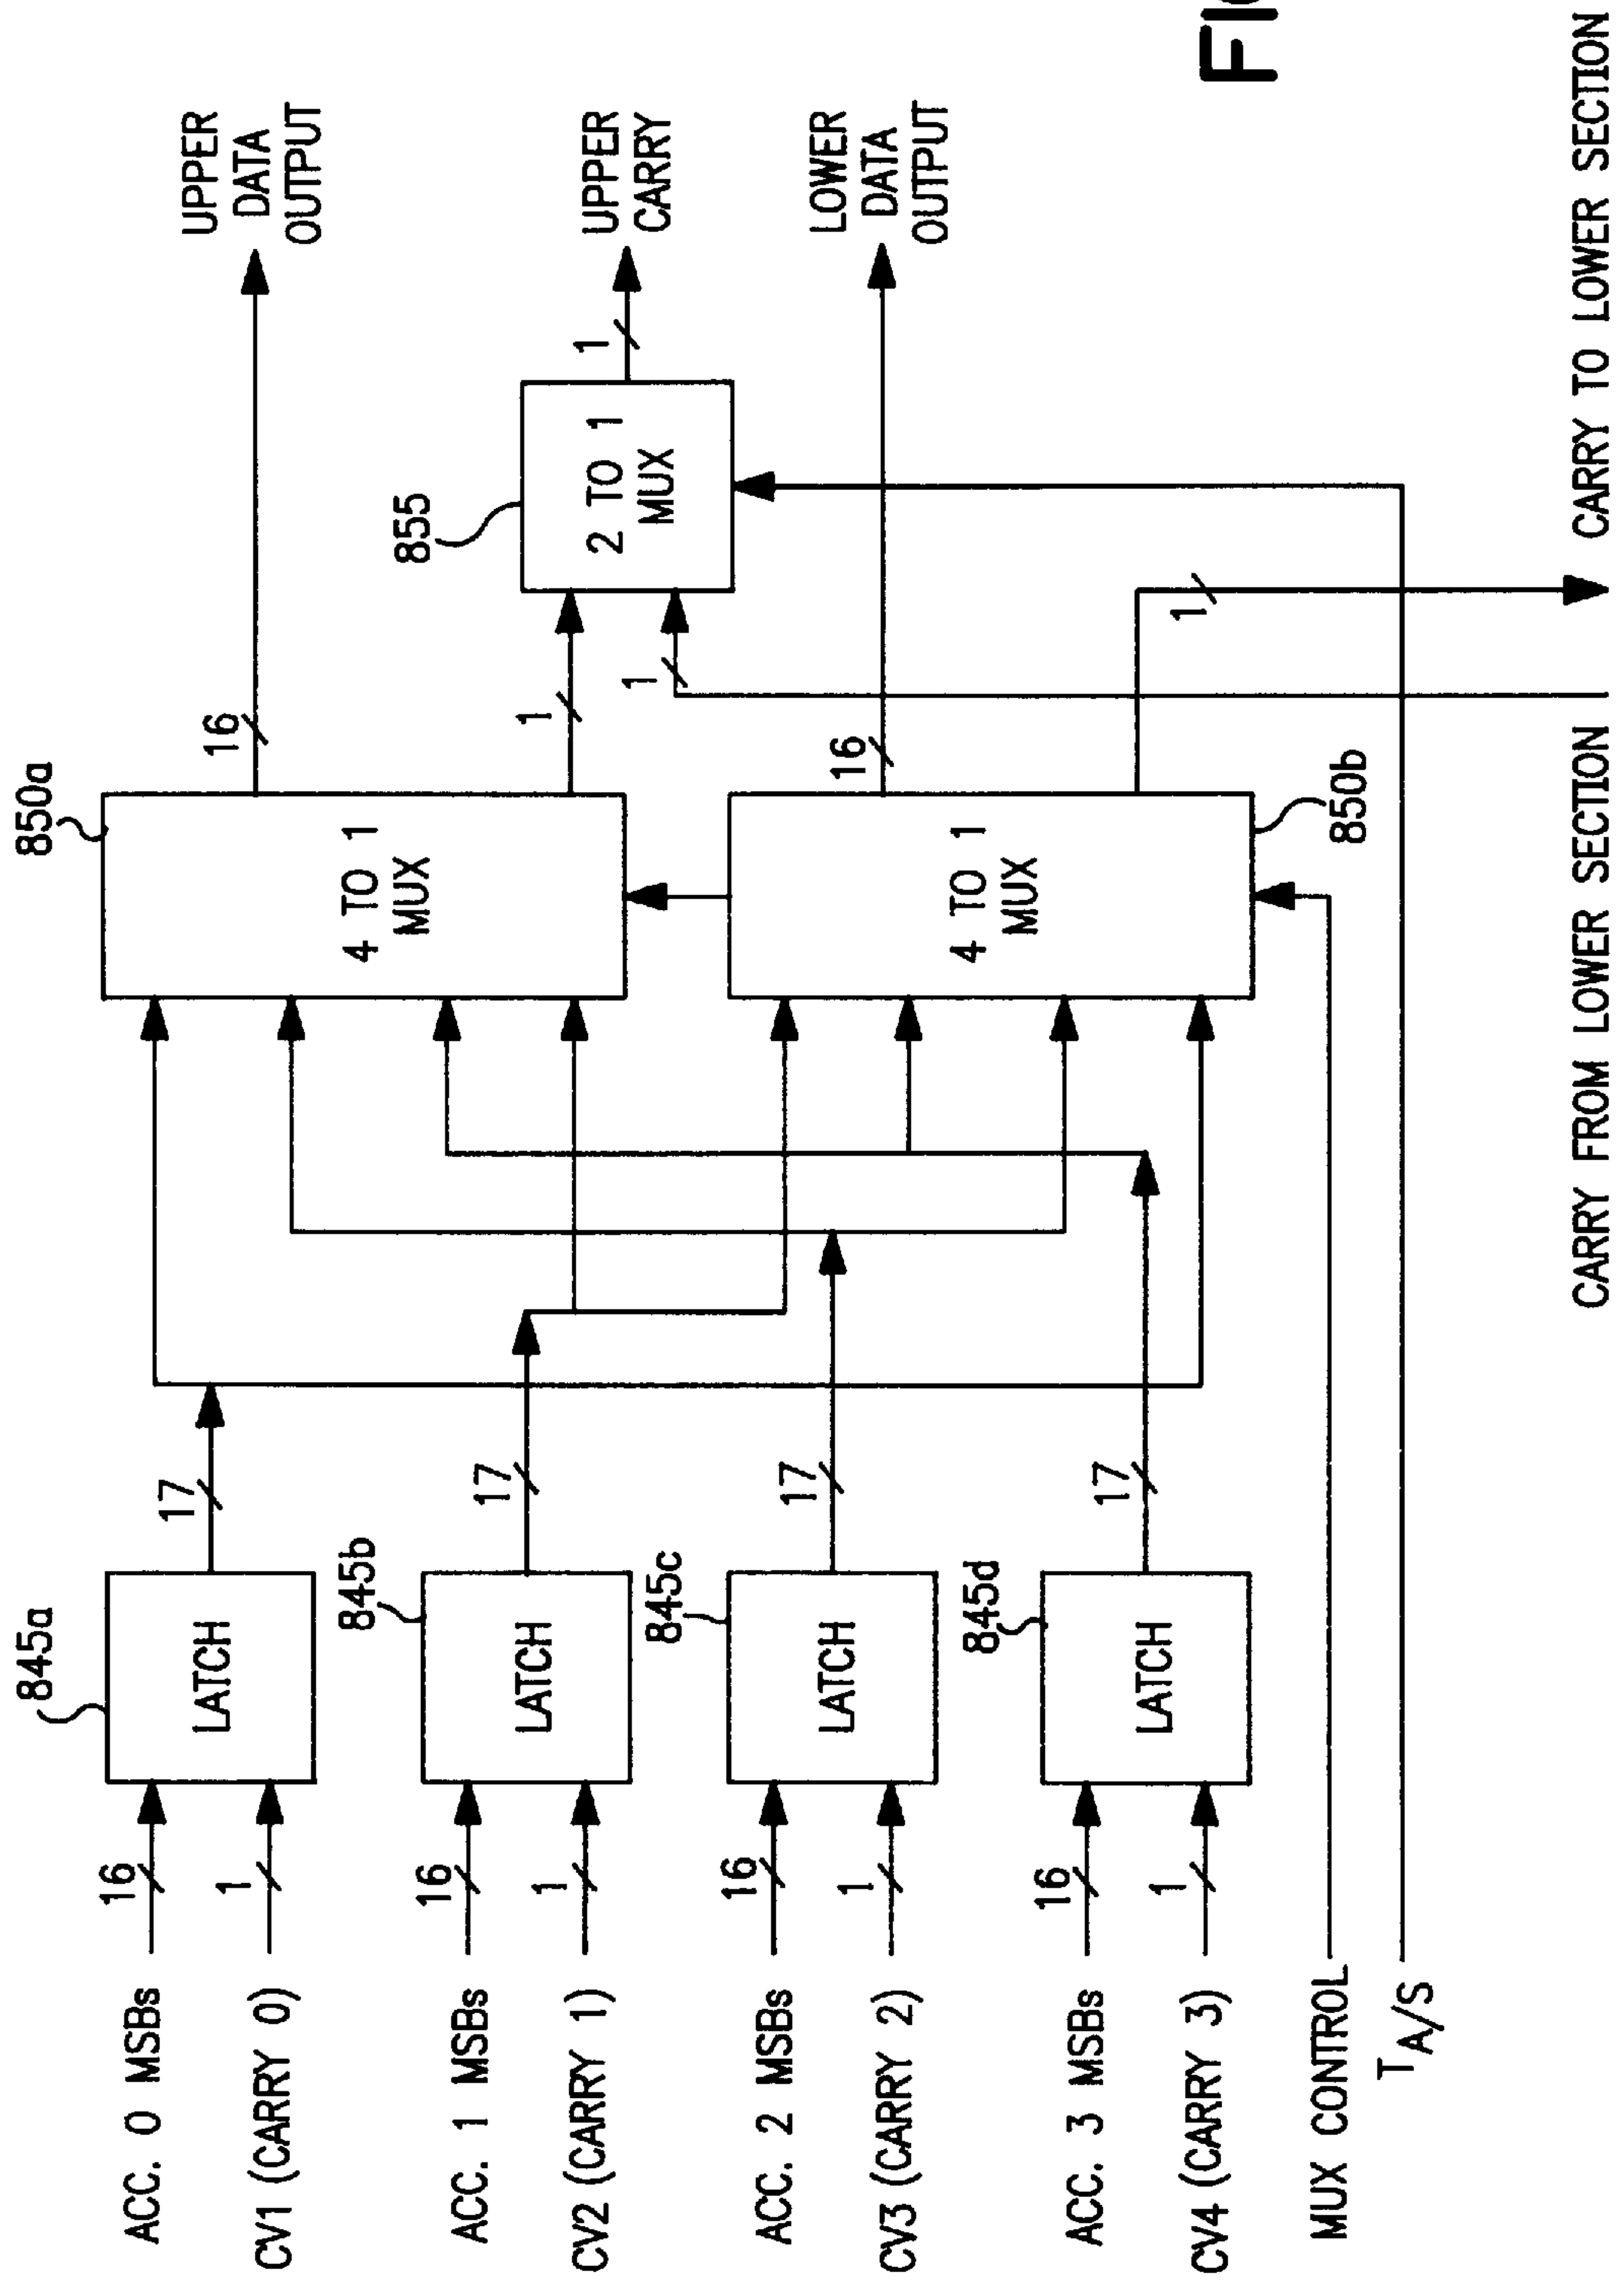 ACC. 0 MSBs
16
CV1 (CARRY 0)
1
845a
LATCH
17
ACC. 1 MSBs
16
CV2 (CARRY 1)
1
845b
LATCH
17
ACC. 2 MSBs
16
CV3 (CARRY 2)
1
845c
LATCH
17
ACC. 3 MSBs
16
CV4 (CARRY 3)
1
845d
LATCH
17
MUX CONTROL
TA/S
850a
4 TO 1
MUX
16
1
4 TO 1
MUX
850b
16
1
1
855
2 TO 1
MUX
1
UPPER
DATA
OUTPUT
UPPER
CARRY
LOWER
DATA
OUTPUT
CARRY FROM LOWER SECTION
CARRY TO LOWER SECTION